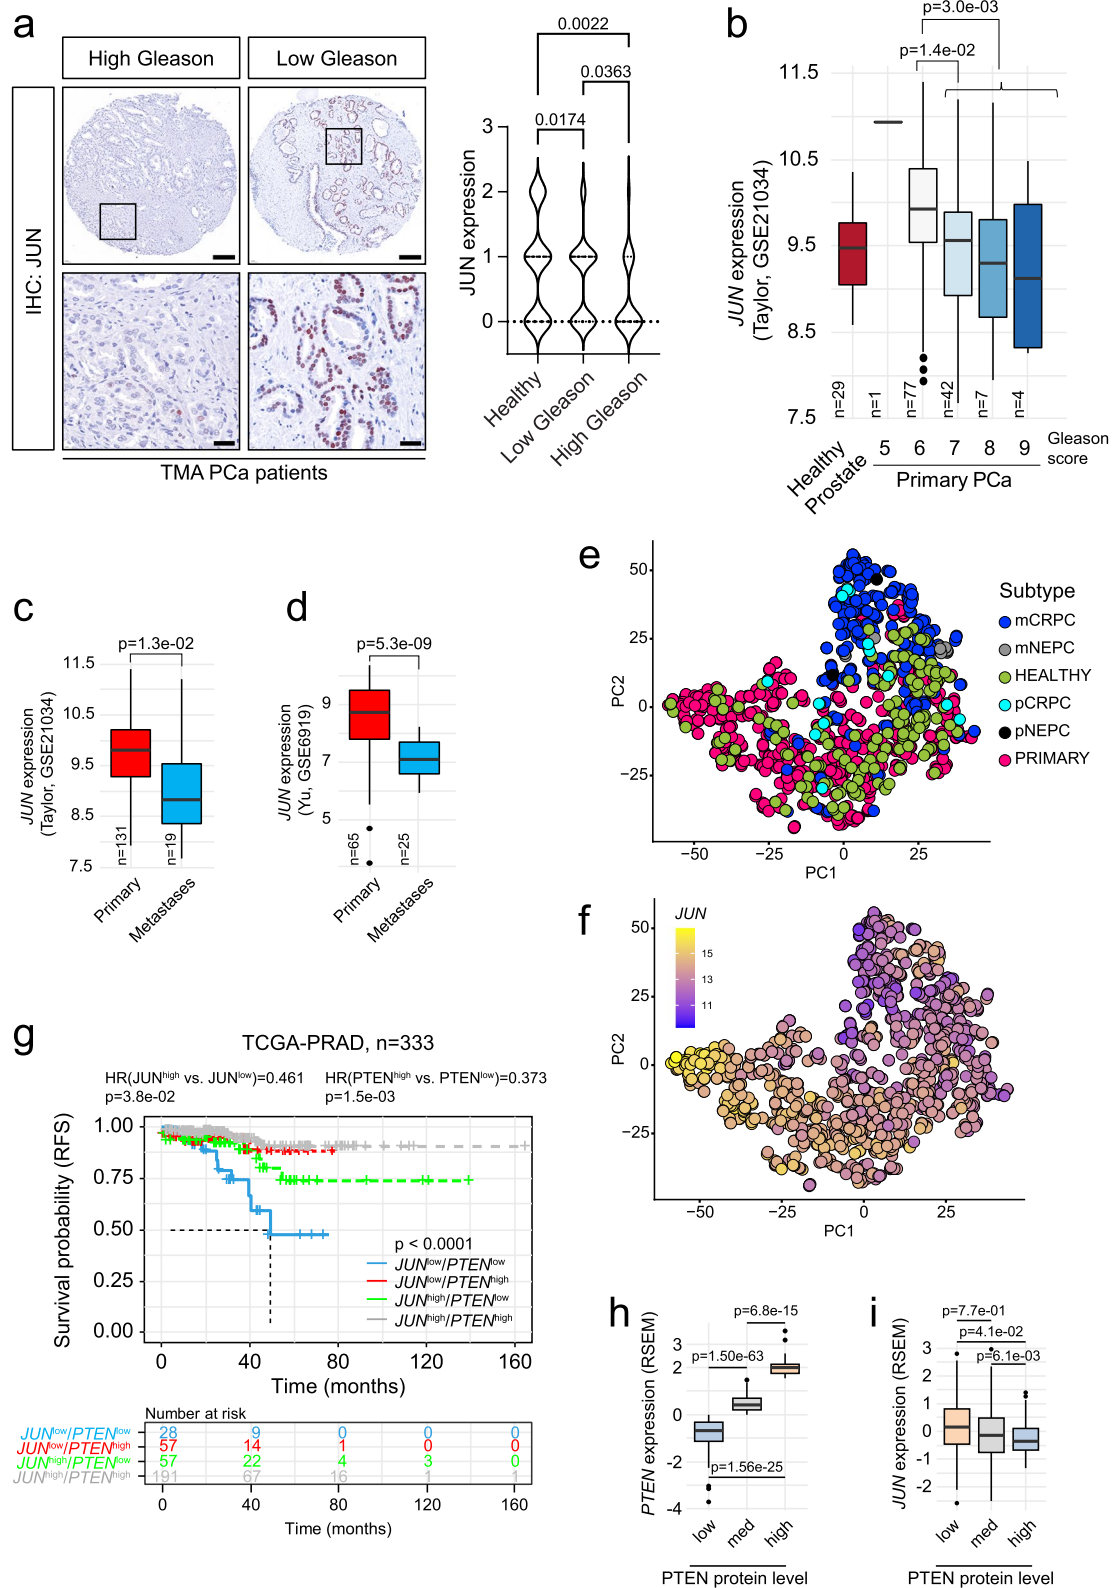 a
High Gleason
Low Gleason
IHC: JUN
TMA PCa patients
0.0022
0.0363
0.0174
JUN expression
3
2
1
0
Healthy
Low Gleason
High Gleason
b
p=3.0e-03
p=1.4e-02
JUN expression
(Taylor, GSE21034)
11.5
10.5
9.5
8.5
7.5
n=29
n=1
n=77
n=42
n=7
n=4
Healthy
Prostate
5 6 7 8 9
Gleason
score
Primary PCa
c
p=1.3e-02
JUN expression
(Taylor, GSE21034)
11.5
10.5
9.5
8.5
7.5
n=131
n=19
Primary
Metastases
d
p=5.3e-09
JUN expression
(Yu, GSE6919)
9
7
5
n=65
n=25
Primary
Metastases
e
PC2
50
25
0
−25
−50 −25 0 25
PC1
Subtype
mCRPC
mNEPC
HEALTHY
pCRPC
pNEPC
PRIMARY
f
JUN
15
13
11
PC2
50
25
0
−25
−50 −25 0 25
PC1
g
TCGA-PRAD, n=333
HR(JUNhigh vs. JUNlow)=0.461
p=3.8e-02
HR(PTENhigh vs. PTENlow)=0.373
p=1.5e-03
Survival probability (RFS)
1.00
0.75
0.50
0.25
0.00
p < 0.0001
JUNlow/PTENlow
JUNlow/PTENhigh
JUNhigh/PTENlow
JUNhigh/PTENhigh
0 40 80 120 160
Time (months)
Number at risk
JUNlow/PTENlow 28 9 0 0 0
JUNlow/PTENhigh 57 14 1 0 0
JUNhigh/PTENlow 57 22 4 3 0
JUNhigh/PTENhigh 191 67 16 1 1
0 40 80 120 160
Time (months)
h
p=6.8e-15
p=1.50e-63
p=1.56e-25
PTEN expression (RSEM)
3
2
0
−2
−4
low
med
high
PTEN protein level
i
p=7.7e-01
p=4.1e-02
p=6.1e-03
JUN expression (RSEM)
3
2
1
0
−1
−2
low
med
high
PTEN protein level